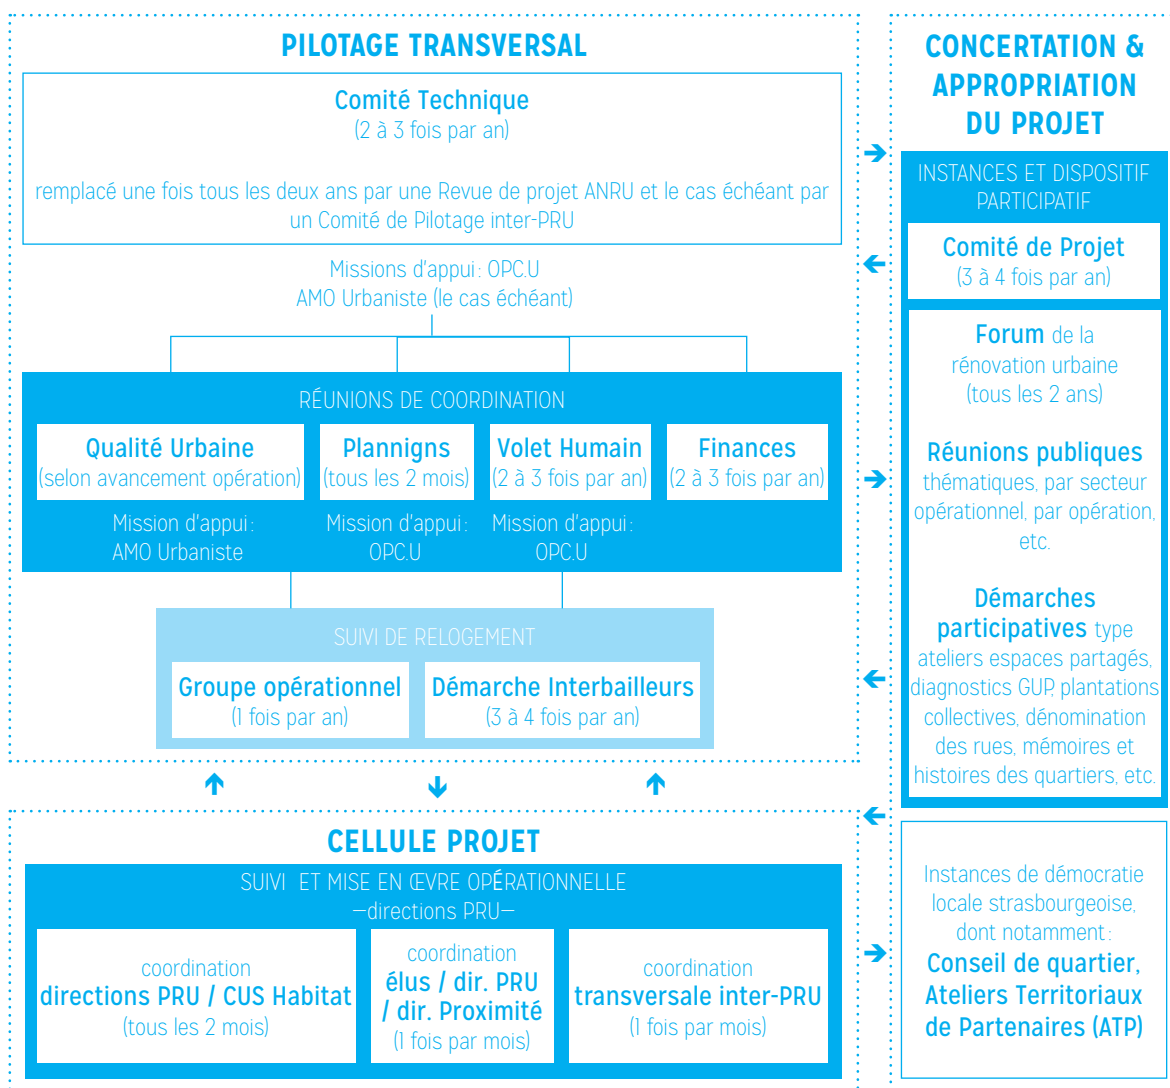 PILOTAGE TRANSVERSAL
Comité Technique
(2 à 3 fois par an)
remplacé une fois tous les deux ans par une Revue de projet ANRU et le cas échéant par
un Comité de Pilotage inter-PRU
Missions d'appui: OPC.U
AMO Urbaniste (le cas échéant)
RÉUNIONS DE COORDINATION
Qualité Urbaine
(selon avancement opération)
Mission d'appui:
AMO Urbaniste
Plannigns
(tous les 2 mois)
Mission d'appui:
OPC.U
Volet Humain
(2 à 3 fois par an)
Mission d'appui:
OPC.U
Finances
(2 à 3 fois par an)
SUIVI DE RELOGEMENT
Groupe opérationnel
(1 fois par an)
Démarche Interbailleurs
(3 à 4 fois par an)
CELLULE PROJET
SUIVI ET MISE EN ŒVRE OPÉRATIONNELLE
—directions PRU—
coordination
directions PRU / CUS Habitat
(tous les 2 mois)
coordination
élus / dir. PRU
/ dir. Proximité
(1 fois par mois)
coordination
transversale inter-PRU
(1 fois par mois)
CONCERTATION &
APPROPRIATION
DU PROJET
INSTANCES ET DISPOSITIF
PARTICIPATIF
Comité de Projet
(3 à 4 fois par an)
Forum de la
rénovation urbaine
(tous les 2 ans)
Réunions publiques
thématiques, par secteur
opérationnel, par opération,
etc.
Démarches
participatives type
ateliers espaces partagés,
diagnostics GUP, plantations
collectives, dénomination
des rues, mémoires et
histoires des quartiers, etc.
Instances de démocratie
locale strasbourgeoise,
dont notamment:
Conseil de quartier,
Ateliers Territoriaux
de Partenaires (ATP)